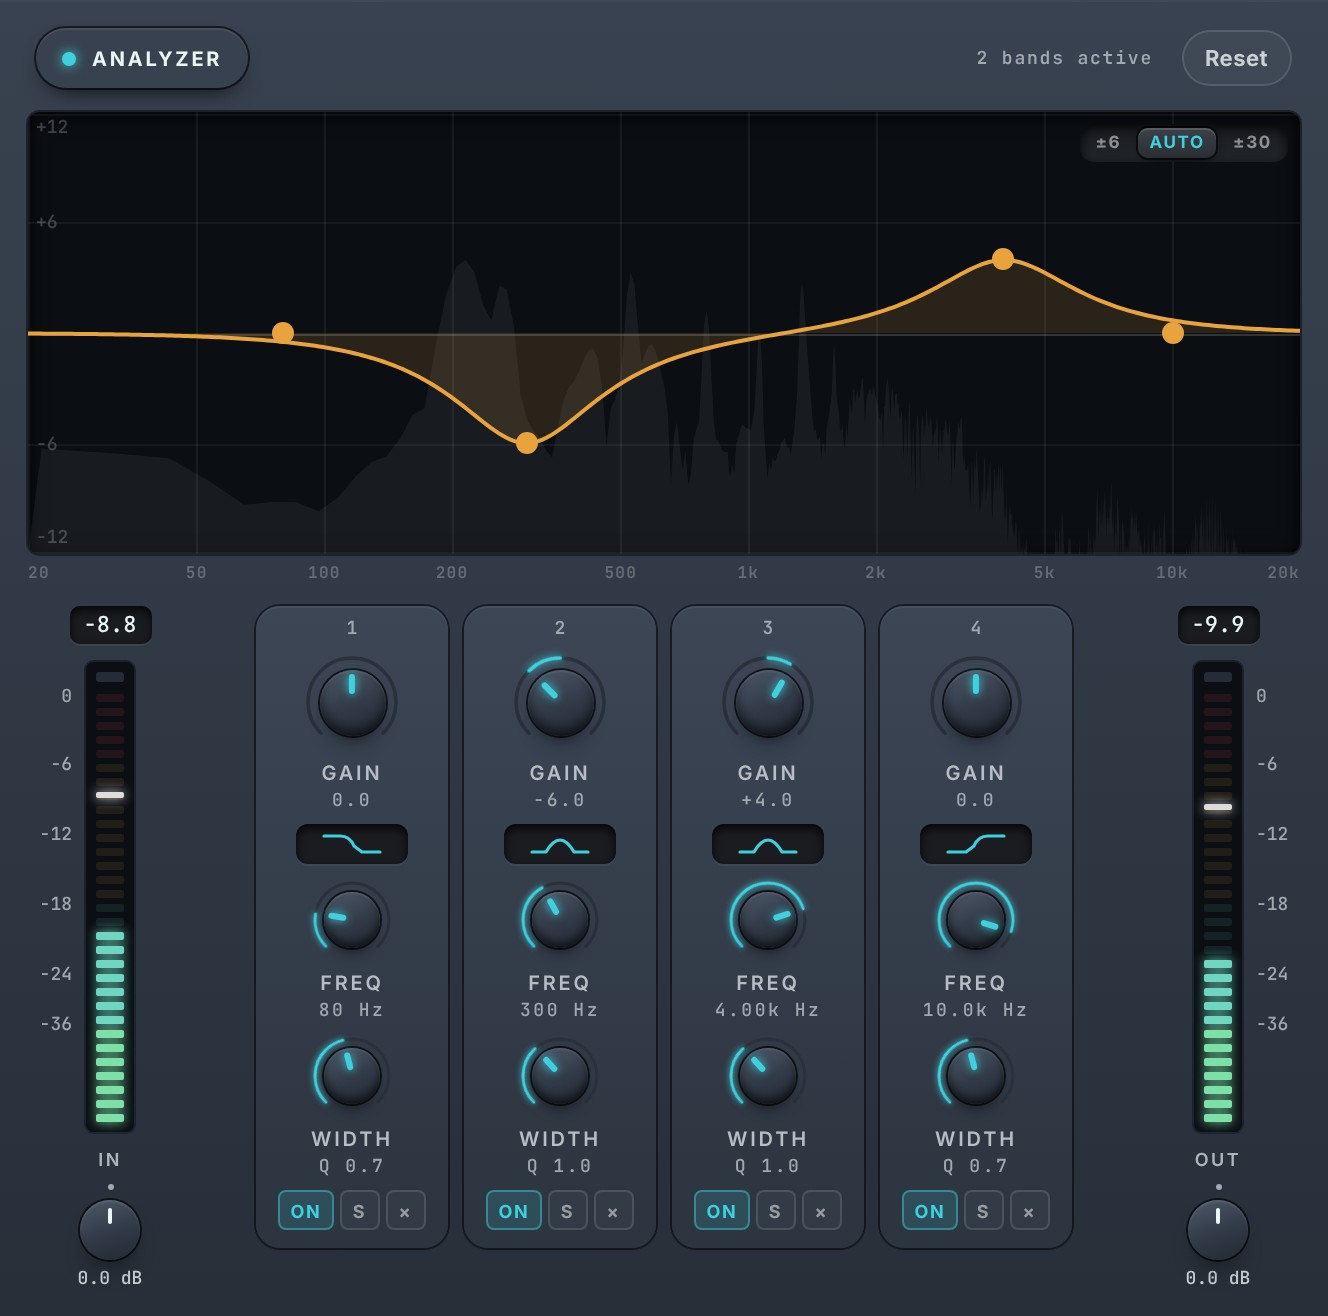 ANALYZER
2 bands active
Reset
+12
±6 AUTO ±30
+6
-6
-12
20 50 100 200 500 1k 2k 5k 10k 20k
-8.8
0
-6
-12
-18
-24
-36
IN
0.0 dB
1
GAIN
0.0
FREQ
80 Hz
WIDTH
Q 0.7
ON S ×
2
GAIN
-6.0
FREQ
300 Hz
WIDTH
Q 1.0
ON S ×
3
GAIN
+4.0
FREQ
4.00k Hz
WIDTH
Q 1.0
ON S ×
4
GAIN
0.0
FREQ
10.0k Hz
WIDTH
Q 0.7
ON S ×
-9.9
0
-6
-12
-18
-24
-36
OUT
0.0 dB